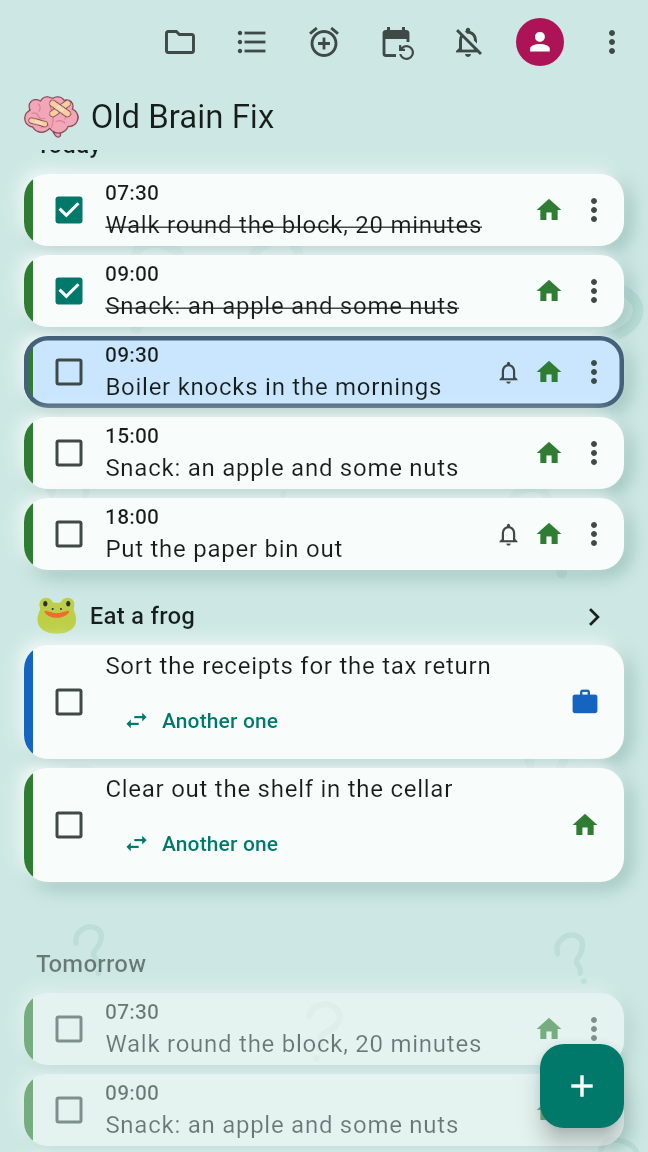 Old Brain Fix
Today
07:30
Walk round the block, 20 minutes
09:00
Snack: an apple and some nuts
09:30
Boiler knocks in the mornings
15:00
Snack: an apple and some nuts
18:00
Put the paper bin out
Eat a frog
Sort the receipts for the tax return
Another one
Clear out the shelf in the cellar
Another one
Tomorrow
07:30
Walk round the block, 20 minutes
09:00
Snack: an apple and some nuts